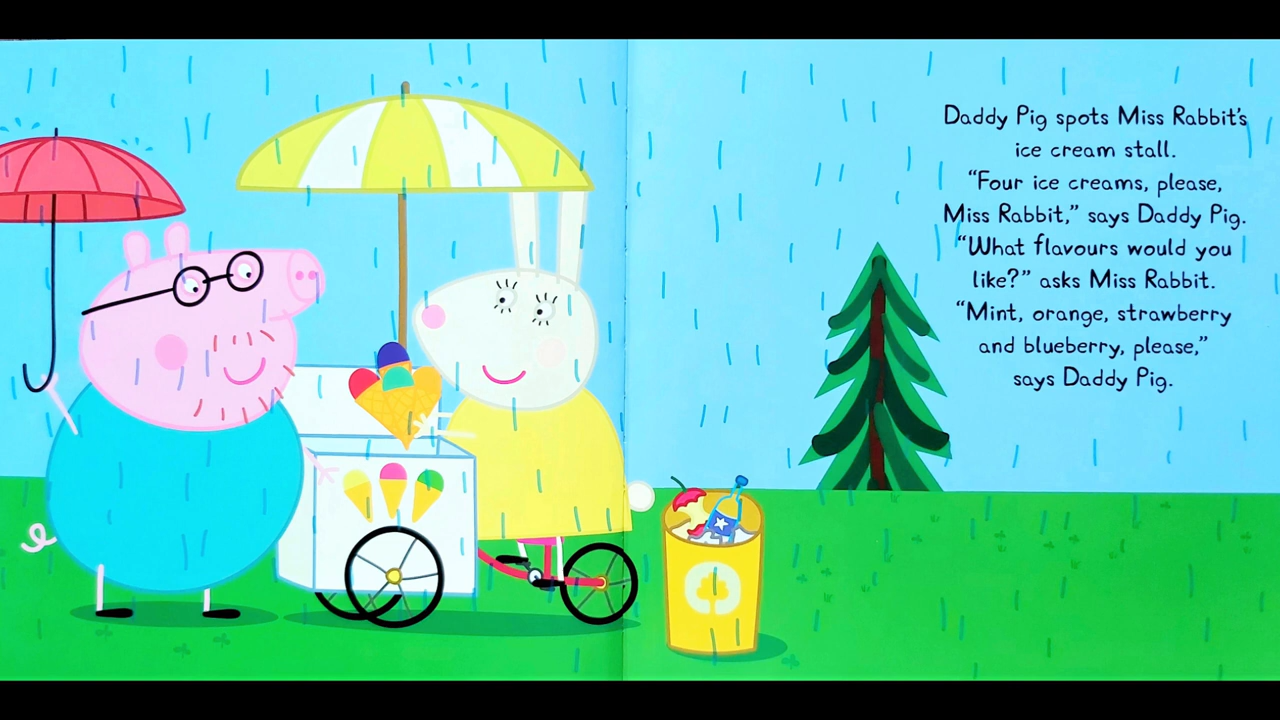 Daddy Pig spots Miss Rabbit's
ice cream stall.
“Four ice creams, please,
Miss Rabbit,” says Daddy Pig.
“What flavours would you
like?” asks Miss Rabbit.
“Mint, orange, strawberry
and blueberry, please,”
says Daddy Pig.